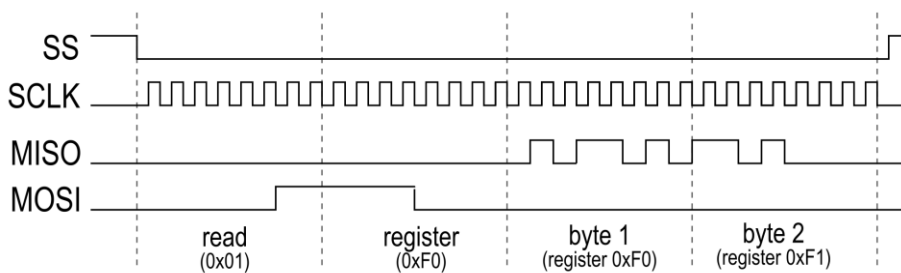 SS
SCLK
MISO
MOSI
read
(0x01)
register
(0xF0)
byte 1
(register 0xF0)
byte 2
(register 0xF1)